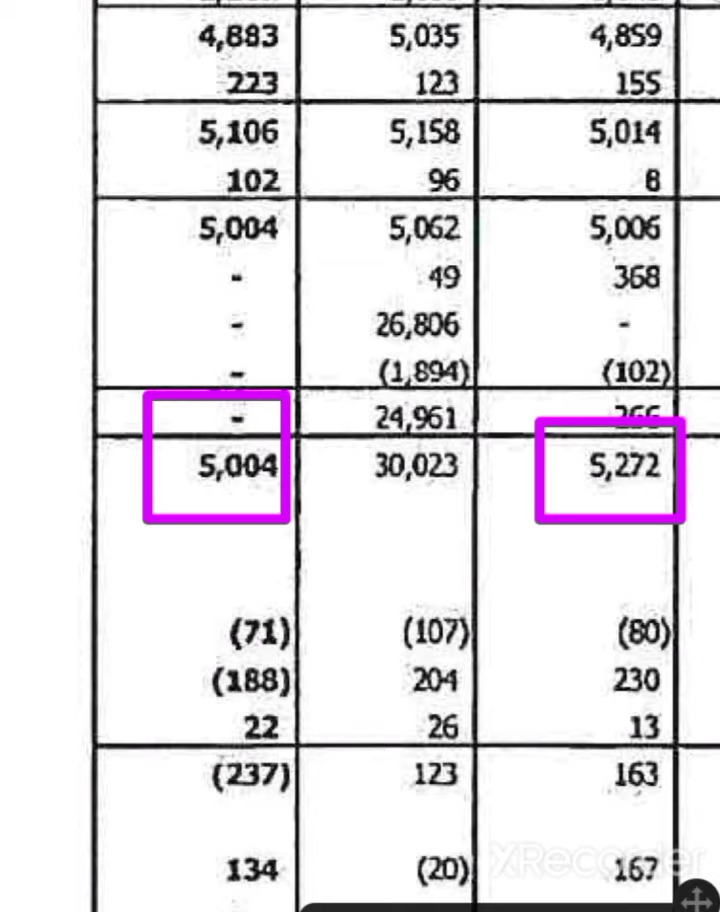 4,883 5,035 4,859
223 123 155
5,106 5,158 5,014
102 96 8
5,004 5,062 5,006
- 49 368
- 26,806 -
- (1,894) (102)
- 24,961 266
5,004 30,023 5,272
(71) (107) (80)
(188) 204 230
22 26 13
(237) 123 163
134 (20) 167
XRecorder